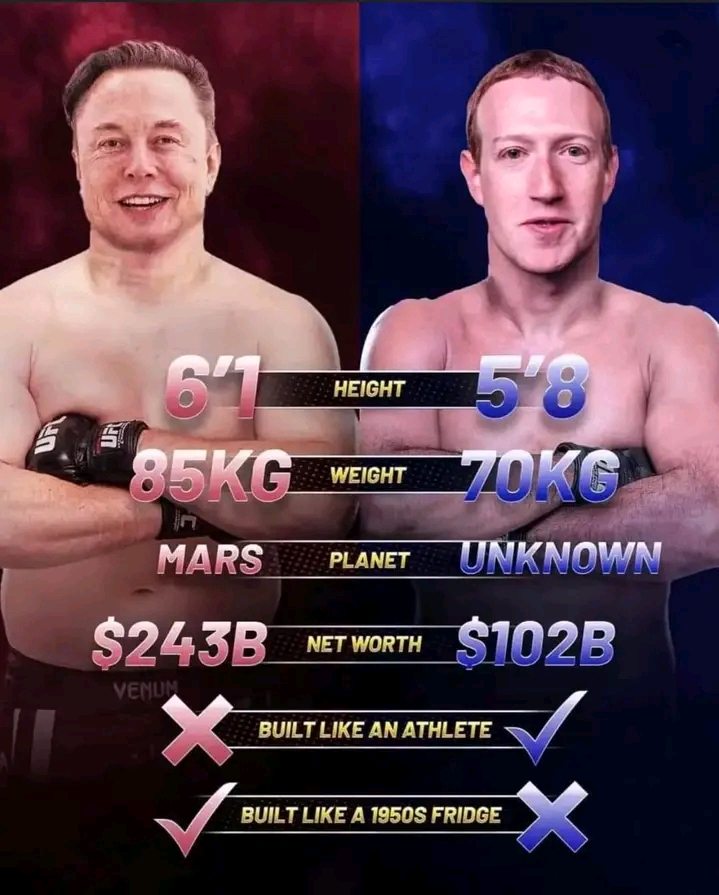 6'1 HEIGHT 5'8
UFC UFC
85KG WEIGHT 70KG
MARS PLANET UNKNOWN
$243B NET WORTH $102B
VENUM
BUILT LIKE AN ATHLETE
BUILT LIKE A 1950S FRIDGE